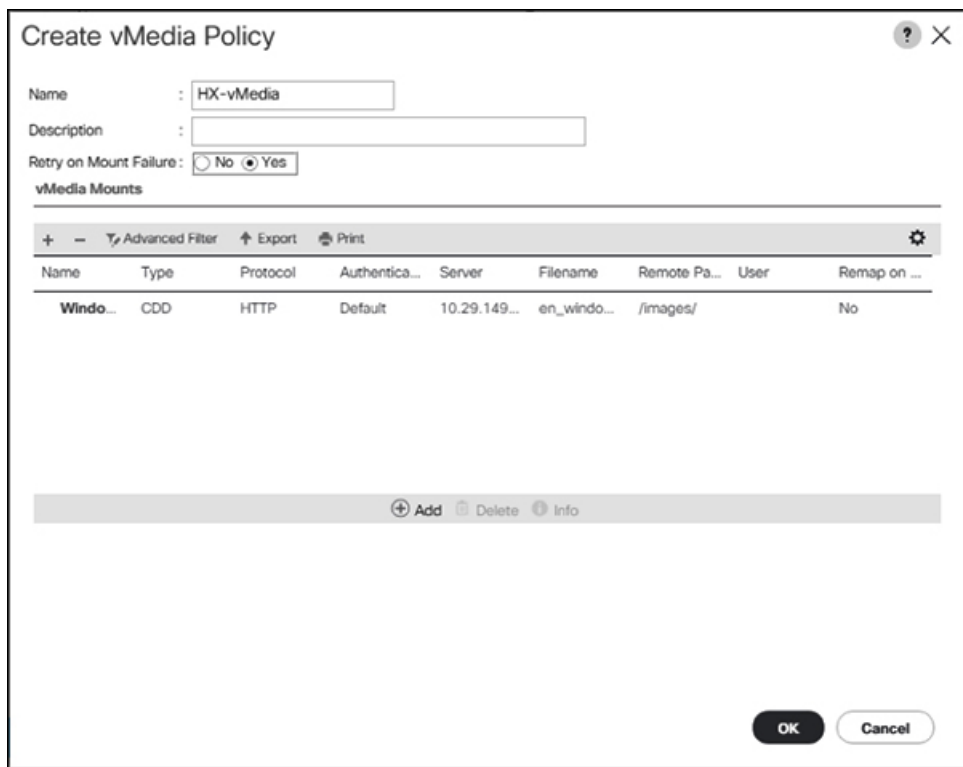 Create vMedia Policy ?
Name : HX-vMedia
Description :
Retry on Mount Failure : No Yes
vMedia Mounts
+ − Advanced Filter Export Print
Name Type Protocol Authentica... Server Filename Remote Pa... User Remap on ...
Windo... CDD HTTP Default 10.29.149... en_windo... /images/ No
Add Delete Info
OK Cancel